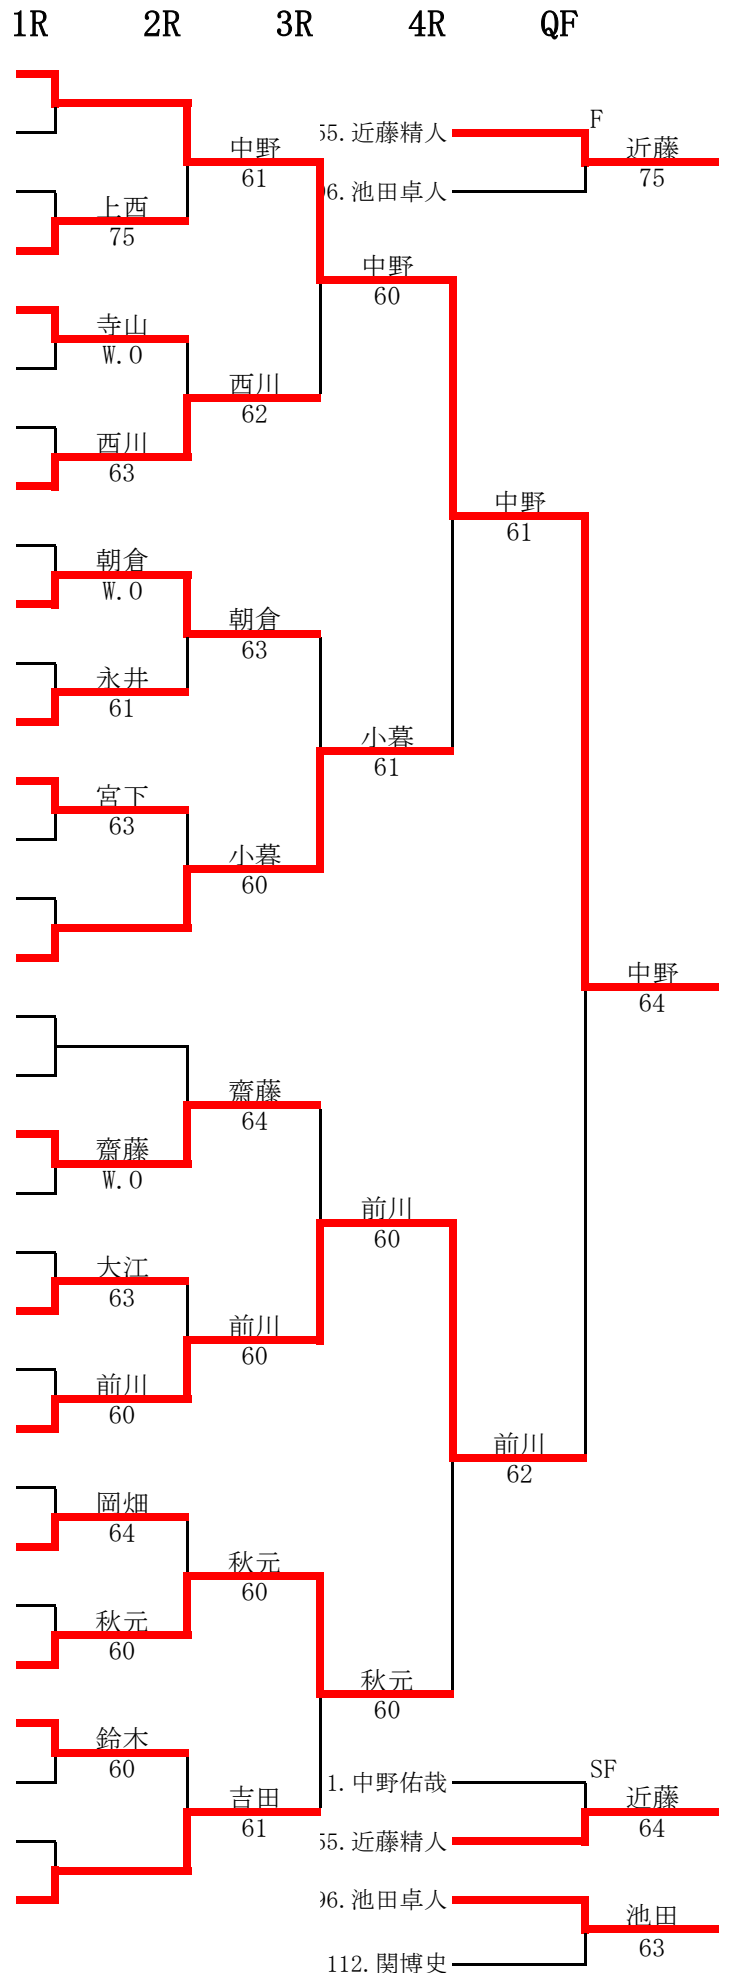 1R 2R 3R 4R QF
F
55.近藤精人
近藤
中野
61
75
96.池田卓人
上西
75
中野
60
寺山
W.O
西川
62
西川
63
中野
61
朝倉
W.O
朝倉
63
永井
61
小暮
61
宮下
63
小暮
60
中野
64
齋藤
64
齋藤
W.O
前川
60
大江
63
前川
60
前川
60
前川
62
岡畑
64
秋元
60
秋元
60
秋元
60
鈴木
60
SF
1.中野佑哉
近藤
吉田
61
64
55.近藤精人
96.池田卓人
池田
63
112.関博史